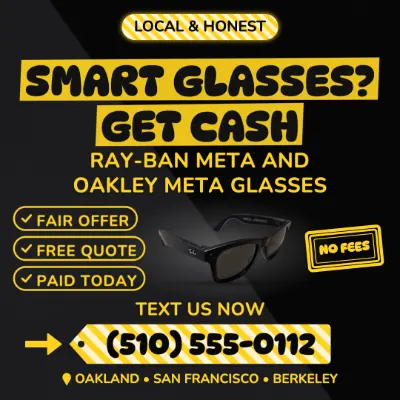 LOCAL & HONEST
SMART GLASSES?
GET CASH
RAY-BAN META AND
OAKLEY META GLASSES
FAIR OFFER
FREE QUOTE
PAID TODAY
NO FEES
TEXT US NOW
(510) 555-0112
OAKLAND • SAN FRANCISCO • BERKELEY